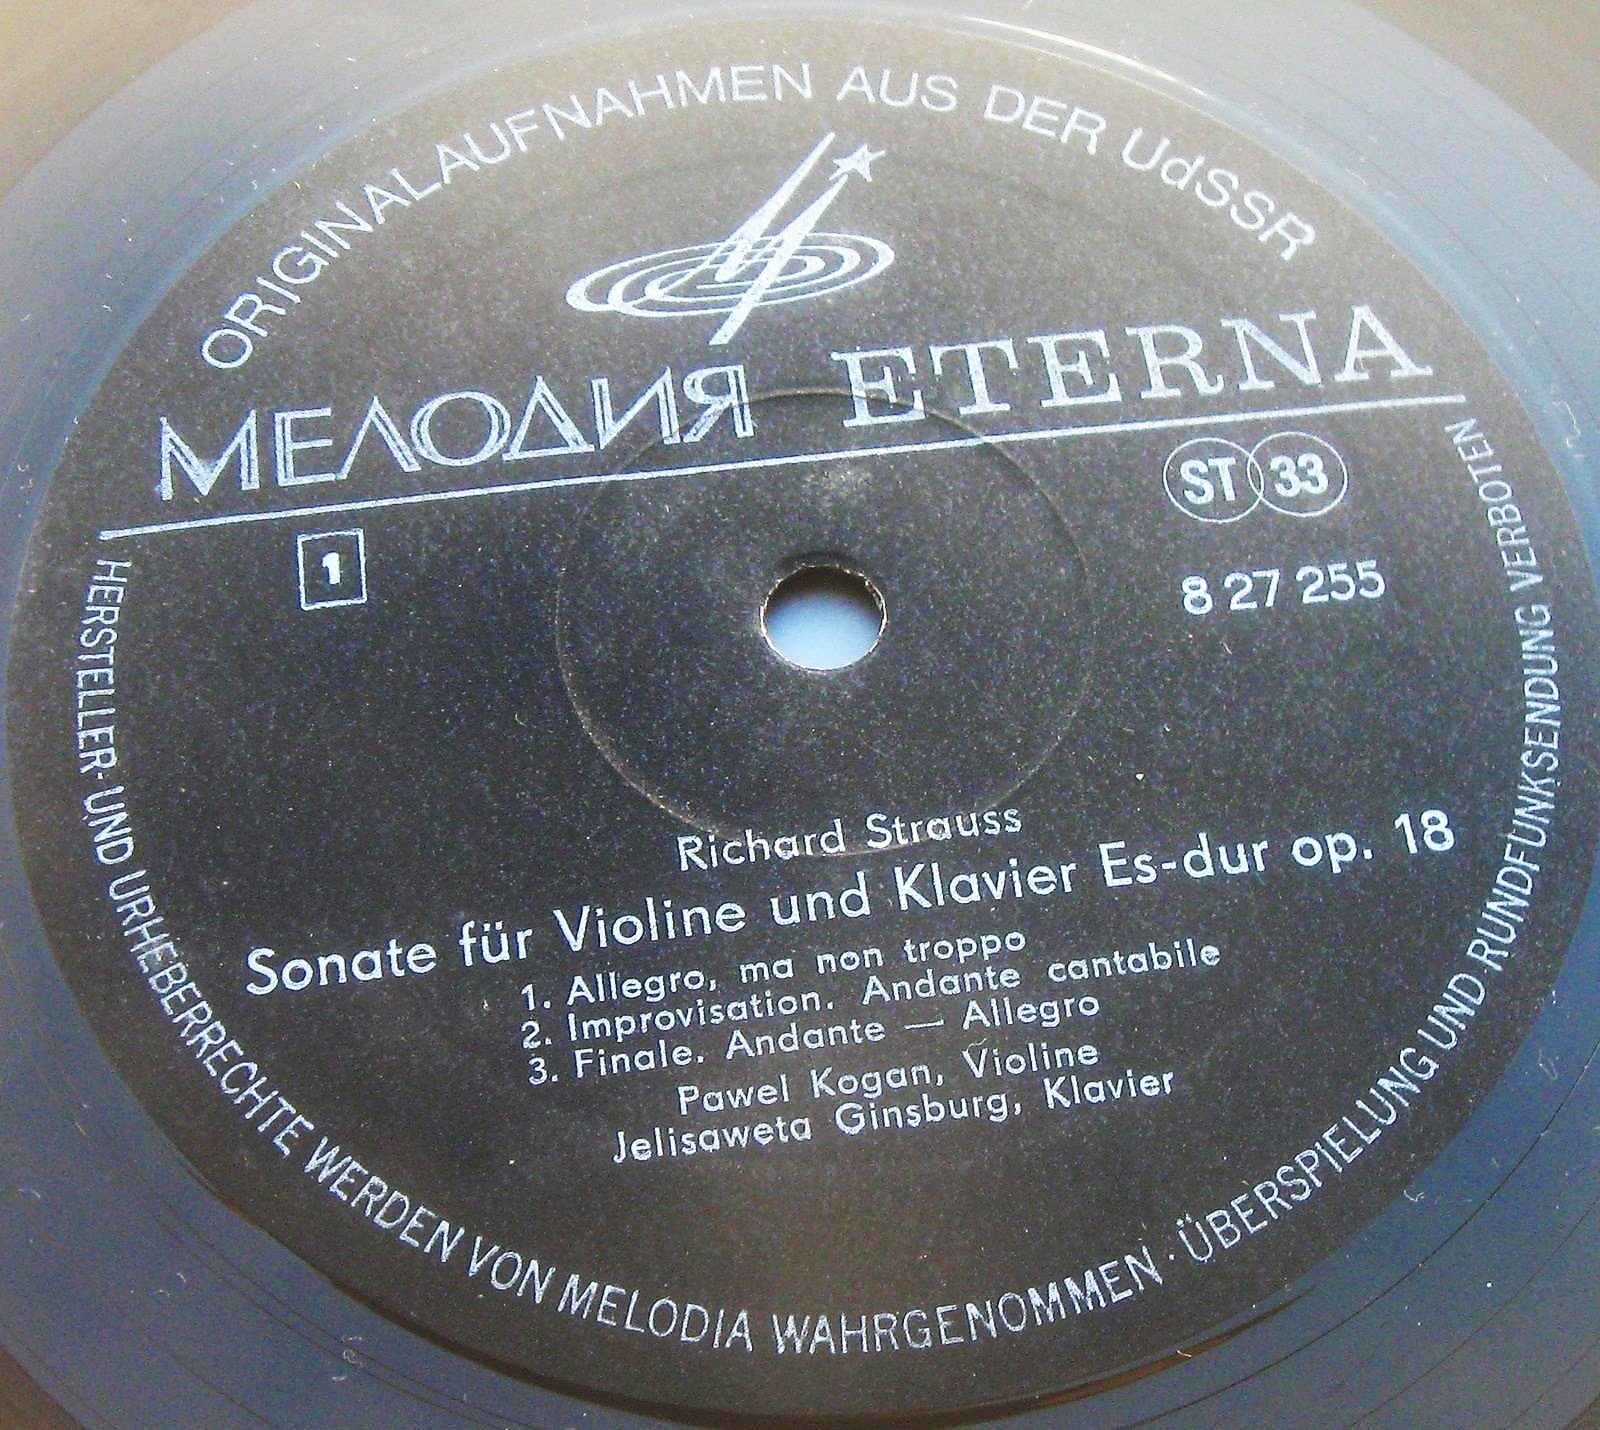 ORIGINALAUFNAHMEN AUS DER UdSSR
МЕЛОДИЯ ETERNA
ST 33
1
8 27 255
Richard Strauss
Sonate für Violine und Klavier Es-dur op. 18
1. Allegro, ma non troppo
2. Improvisation. Andante cantabile
3. Finale. Andante — Allegro
Pawel Kogan, Violine
Jelisaweta Ginsburg, Klavier
HERSTELLER- UND URHEBERRECHTE WERDEN VON MELODIA WAHRGENOMMEN · ÜBERSPIELUNG UND RUNDFUNKSENDUNG VERBOTEN